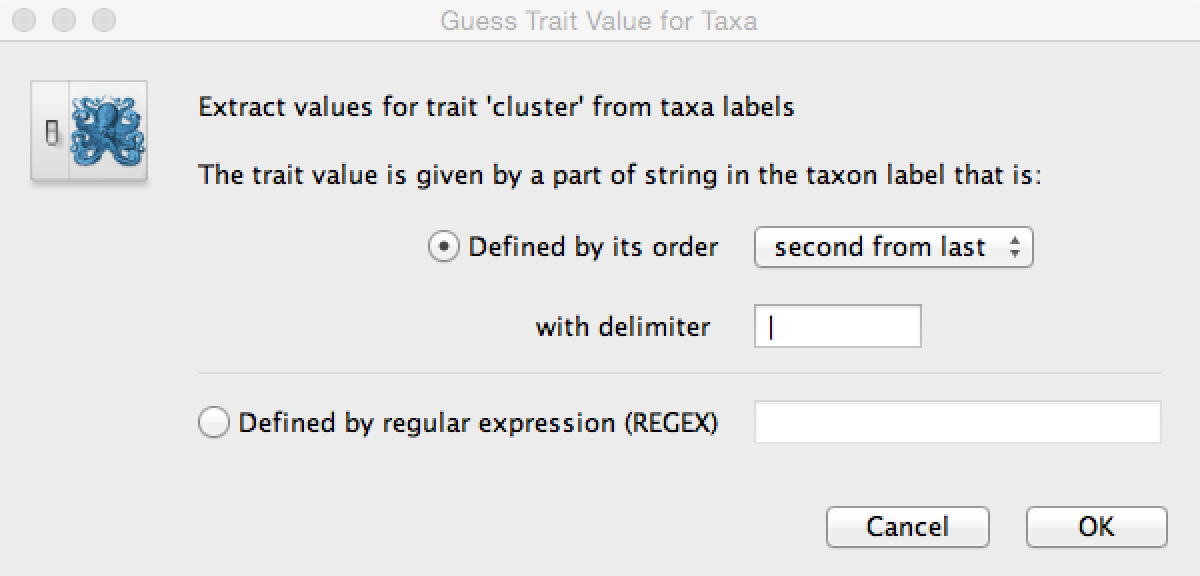 Guess Trait Value for Taxa
Extract values for trait 'cluster' from taxa labels
The trait value is given by a part of string in the taxon label that is:
Defined by its order second from last
with delimiter |
Defined by regular expression (REGEX)
Cancel OK